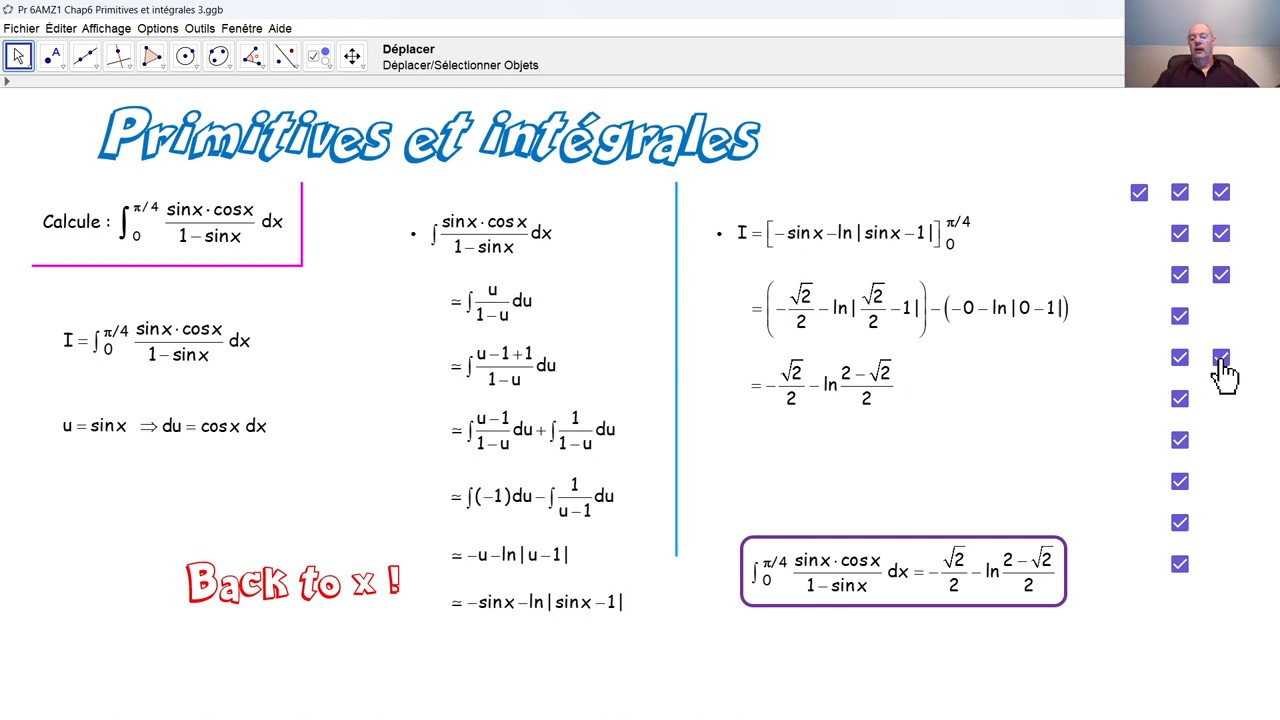 Pr 6AMZ1 Chap6 Primitives et intégrales 3.ggb
Fichier Éditer Affichage Options Outils Fenêtre Aide
Déplacer
Déplacer/Sélectionner Objets
Primitives et intégrales
Calcule : ∫₀^{π/4} (sinx·cosx)/(1−sinx) dx
I = ∫₀^{π/4} (sinx·cosx)/(1−sinx) dx
u = sinx ⇒ du = cosx dx
Back to x !
• ∫ (sinx·cosx)/(1−sinx) dx
≃ ∫ u/(1−u) du
≃ ∫ (u−1+1)/(1−u) du
≃ ∫ (u−1)/(1−u) du + ∫ 1/(1−u) du
≃ ∫(−1)du − ∫ 1/(u−1) du
≃ −u−ln|u−1|
≃ −sinx−ln|sinx−1|
• I = [−sinx−ln|sinx−1|]₀^{π/4}
= (−√2/2 − ln|√2/2 −1|) − (−0−ln|0−1|)
= −√2/2 − ln (2−√2)/2
∫₀^{π/4} (sinx·cosx)/(1−sinx) dx = −√2/2 − ln (2−√2)/2